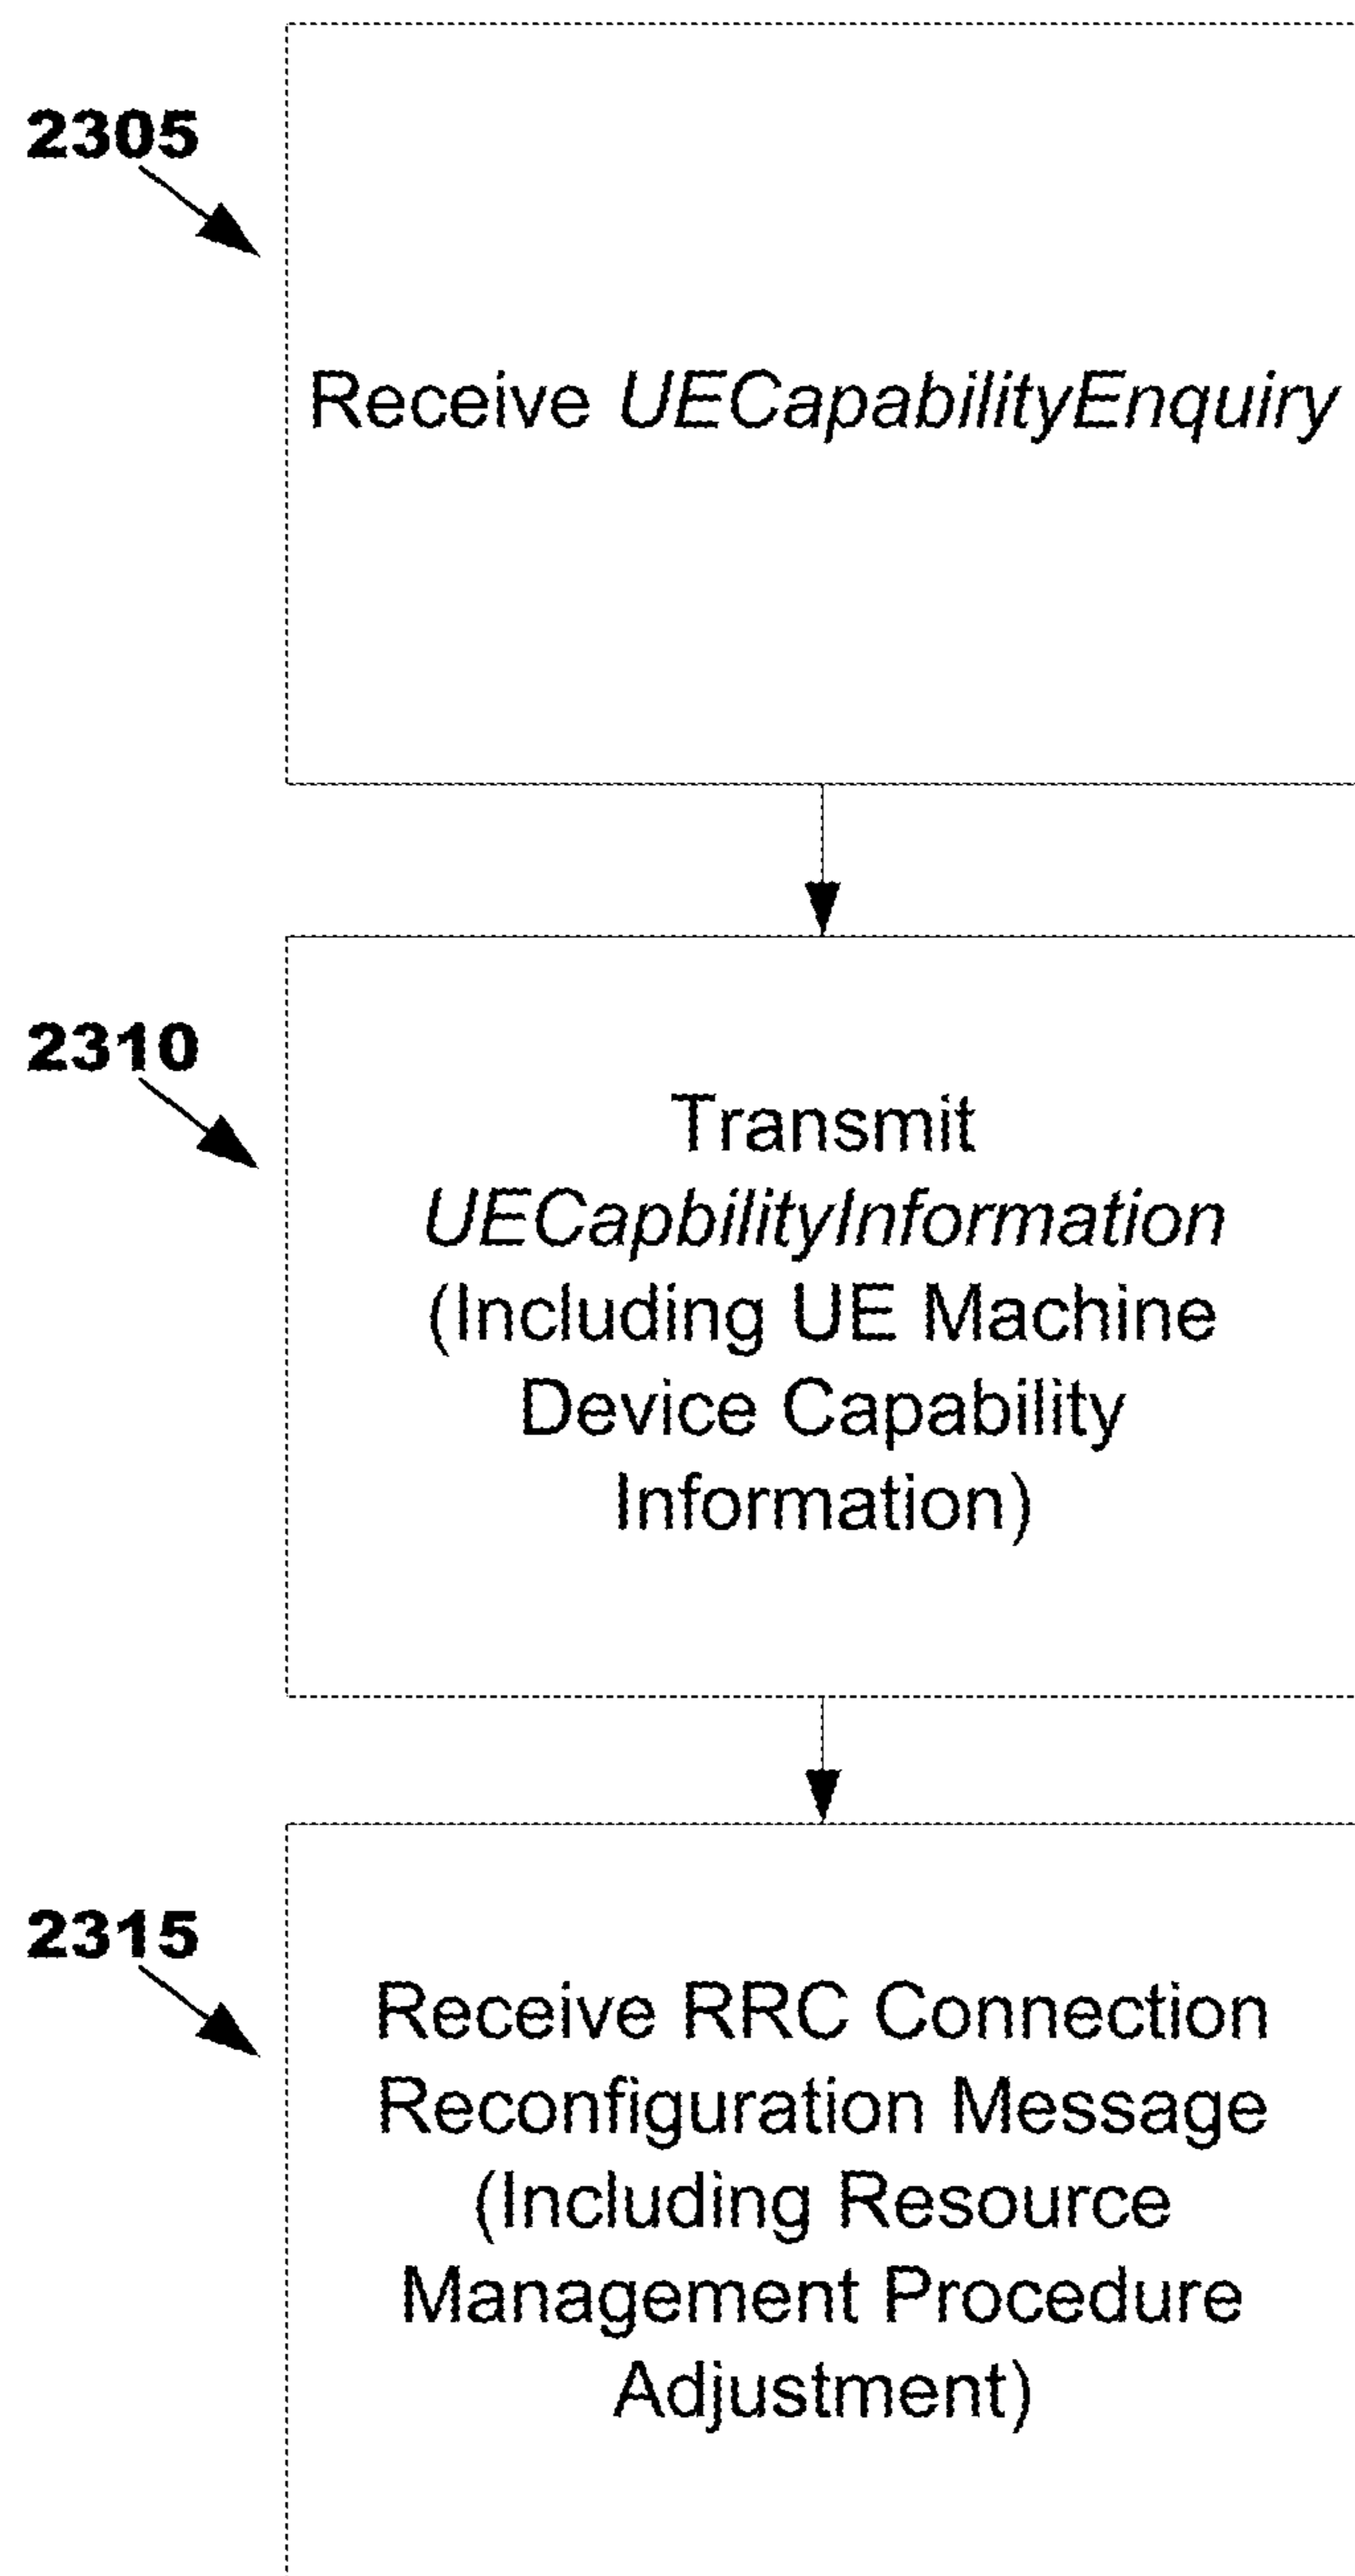 2305
Receive UECapabilityEnquiry
2310
Transmit
UECapbilityInformation
(Including UE Machine
Device Capability
Information)
2315
Receive RRC Connection
Reconfiguration Message
(Including Resource
Management Procedure
Adjustment)